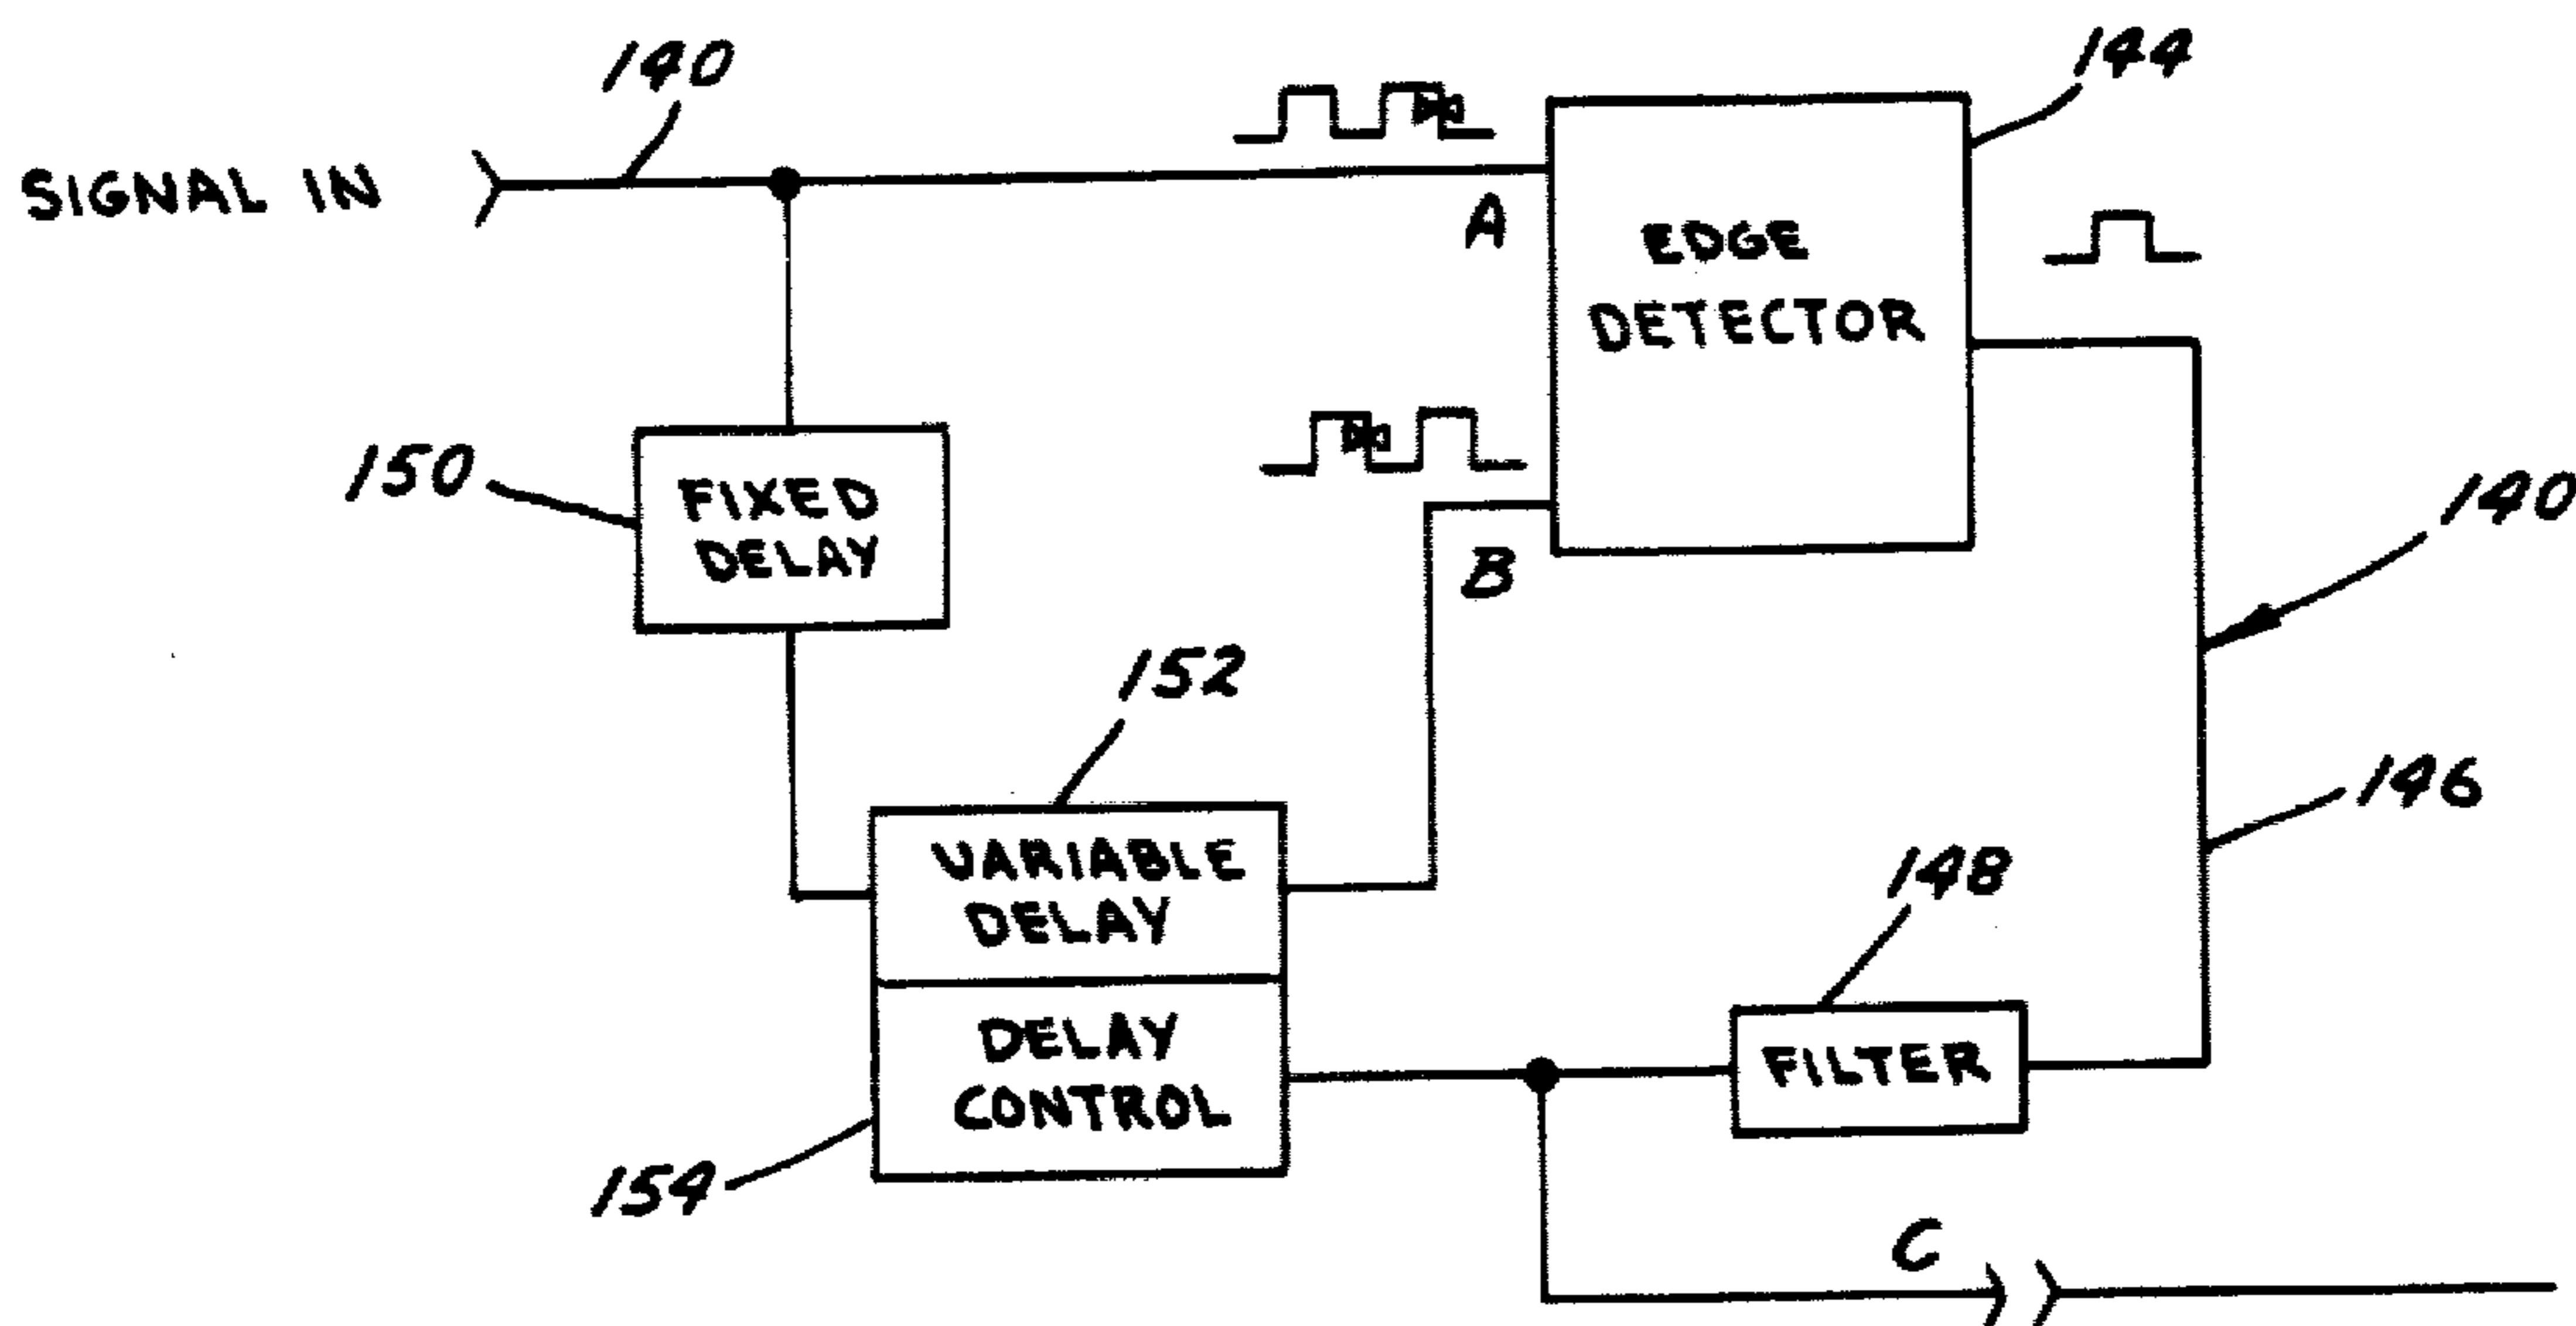 140
144
SIGNAL IN
A
EDGE
DETECTOR
150
FIXED
DELAY
B
140
152
146
VARIABLE
DELAY
148
DELAY
CONTROL
FILTER
154
C